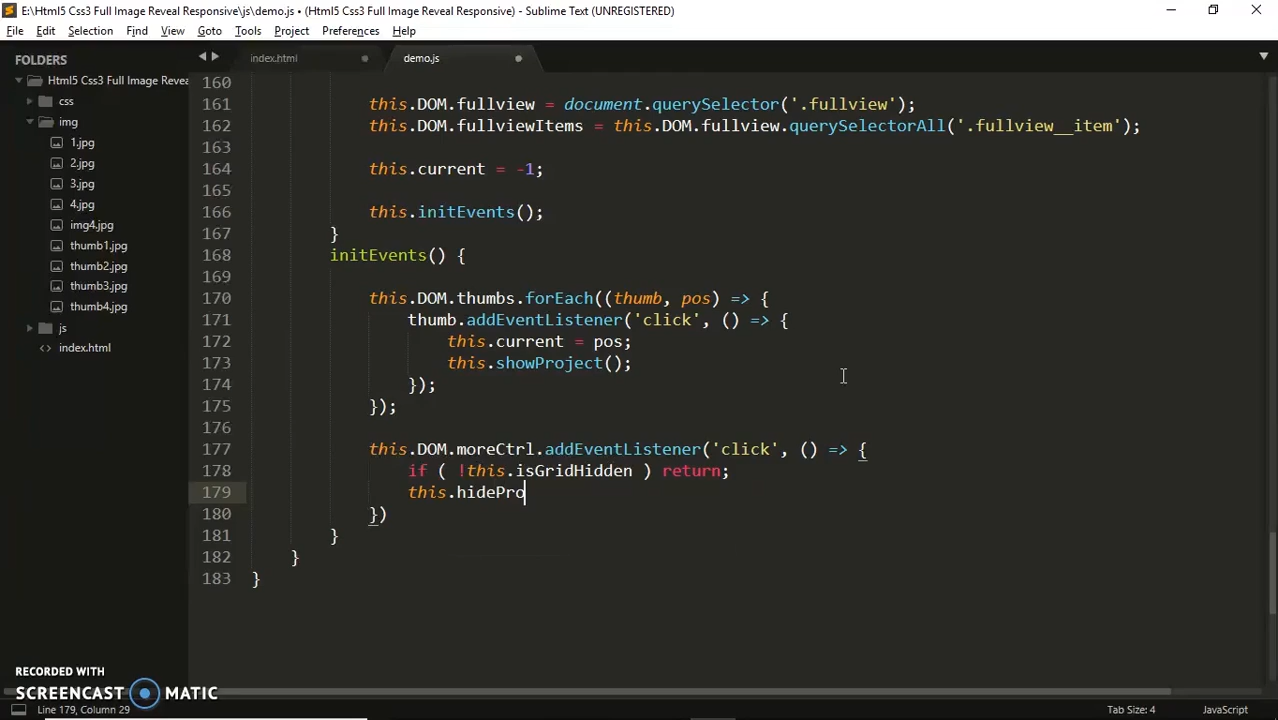 E:\Html5 Css3 Full Image Reveal Responsive\js\demo.js • (Html5 Css3 Full Image Reveal Responsive) - Sublime Text (UNREGISTERED)
File Edit Selection Find View Goto Tools Project Preferences Help
FOLDERS
Html5 Css3 Full Image Revea
css
img
1.jpg
2.jpg
3.jpg
4.jpg
img4.jpg
thumb1.jpg
thumb2.jpg
thumb3.jpg
thumb4.jpg
js
<> index.html
index.html demo.js
160
161 this.DOM.fullview = document.querySelector('.fullview');
162 this.DOM.fullviewItems = this.DOM.fullview.querySelectorAll('.fullview__item');
163
164 this.current = -1;
165
166 this.initEvents();
167 }
168 initEvents() {
169
170 this.DOM.thumbs.forEach((thumb, pos) => {
171 thumb.addEventListener('click', () => {
172 this.current = pos;
173 this.showProject();
174 });
175 });
176
177 this.DOM.moreCtrl.addEventListener('click', () => {
178 if ( !this.isGridHidden ) return;
179 this.hidePro
180 })
181 }
182 }
183 }
RECORDED WITH
SCREENCAST MATIC
Line 179, Column 29 Tab Size: 4 JavaScript